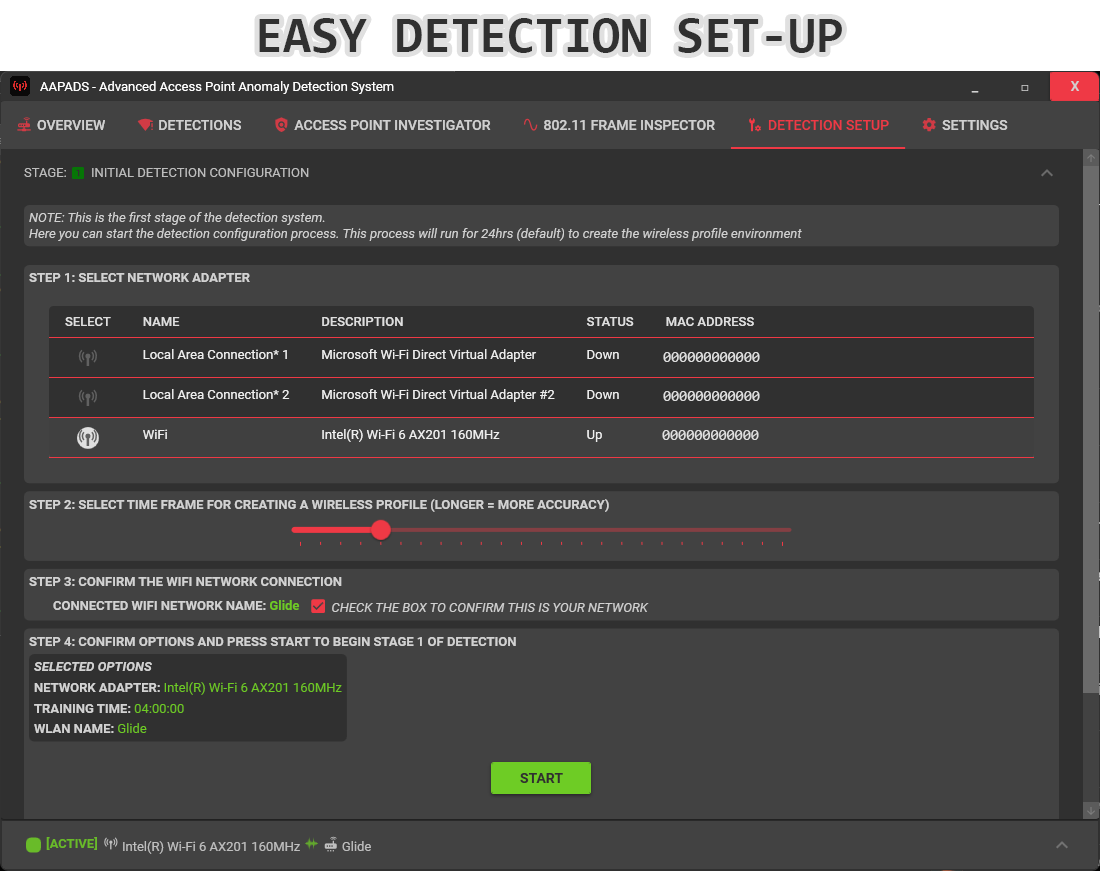 EASY DETECTION SET-UP
AAPADS - Advanced Access Point Anomaly Detection System
X
OVERVIEW DETECTIONS ACCESS POINT INVESTIGATOR 802.11 FRAME INSPECTOR DETECTION SETUP SETTINGS
STAGE: 1 INITIAL DETECTION CONFIGURATION
NOTE: This is the first stage of the detection system.
Here you can start the detection configuration process. This process will run for 24hrs (default) to create the wireless profile environment
STEP 1: SELECT NETWORK ADAPTER
SELECT NAME DESCRIPTION STATUS MAC ADDRESS
Local Area Connection* 1 Microsoft Wi-Fi Direct Virtual Adapter Down 000000000000
Local Area Connection* 2 Microsoft Wi-Fi Direct Virtual Adapter #2 Down 000000000000
WiFi Intel(R) Wi-Fi 6 AX201 160MHz Up 000000000000
STEP 2: SELECT TIME FRAME FOR CREATING A WIRELESS PROFILE (LONGER = MORE ACCURACY)
STEP 3: CONFIRM THE WIFI NETWORK CONNECTION
CONNECTED WIFI NETWORK NAME: Glide CHECK THE BOX TO CONFIRM THIS IS YOUR NETWORK
STEP 4: CONFIRM OPTIONS AND PRESS START TO BEGIN STAGE 1 OF DETECTION
SELECTED OPTIONS
NETWORK ADAPTER: Intel(R) Wi-Fi 6 AX201 160MHz
TRAINING TIME: 04:00:00
WLAN NAME: Glide
START
[ACTIVE] Intel(R) Wi-Fi 6 AX201 160MHz Glide